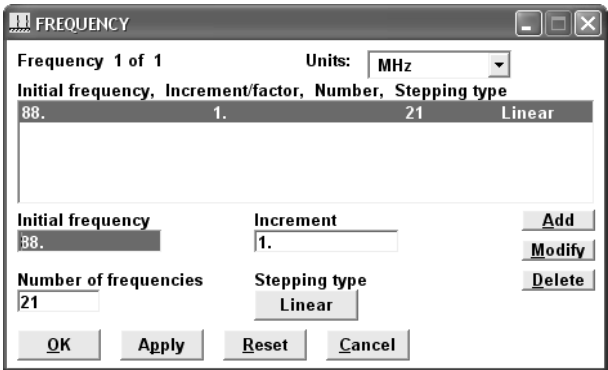 FREQUENCY
Frequency 1 of 1 Units: MHz
Initial frequency, Increment/factor, Number, Stepping type
88. 1. 21 Linear
Initial frequency Increment Add
88. 1. Modify
Number of frequencies Stepping type Delete
21 Linear
OK Apply Reset Cancel